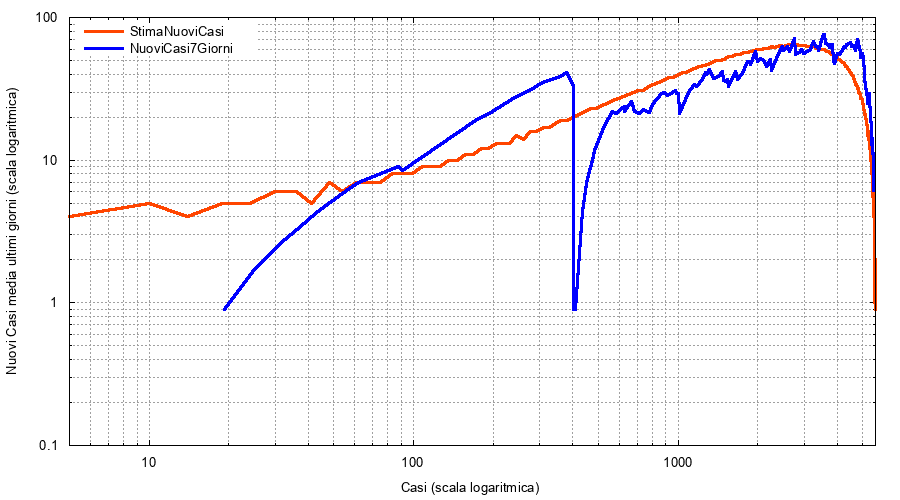 StimaNuoviCasi
NuoviCasi7Giorni
Nuovi Casi media ultimi giorni (scala logaritmica)
100
10
1
0.1
10
100
1000
Casi (scala logaritmica)